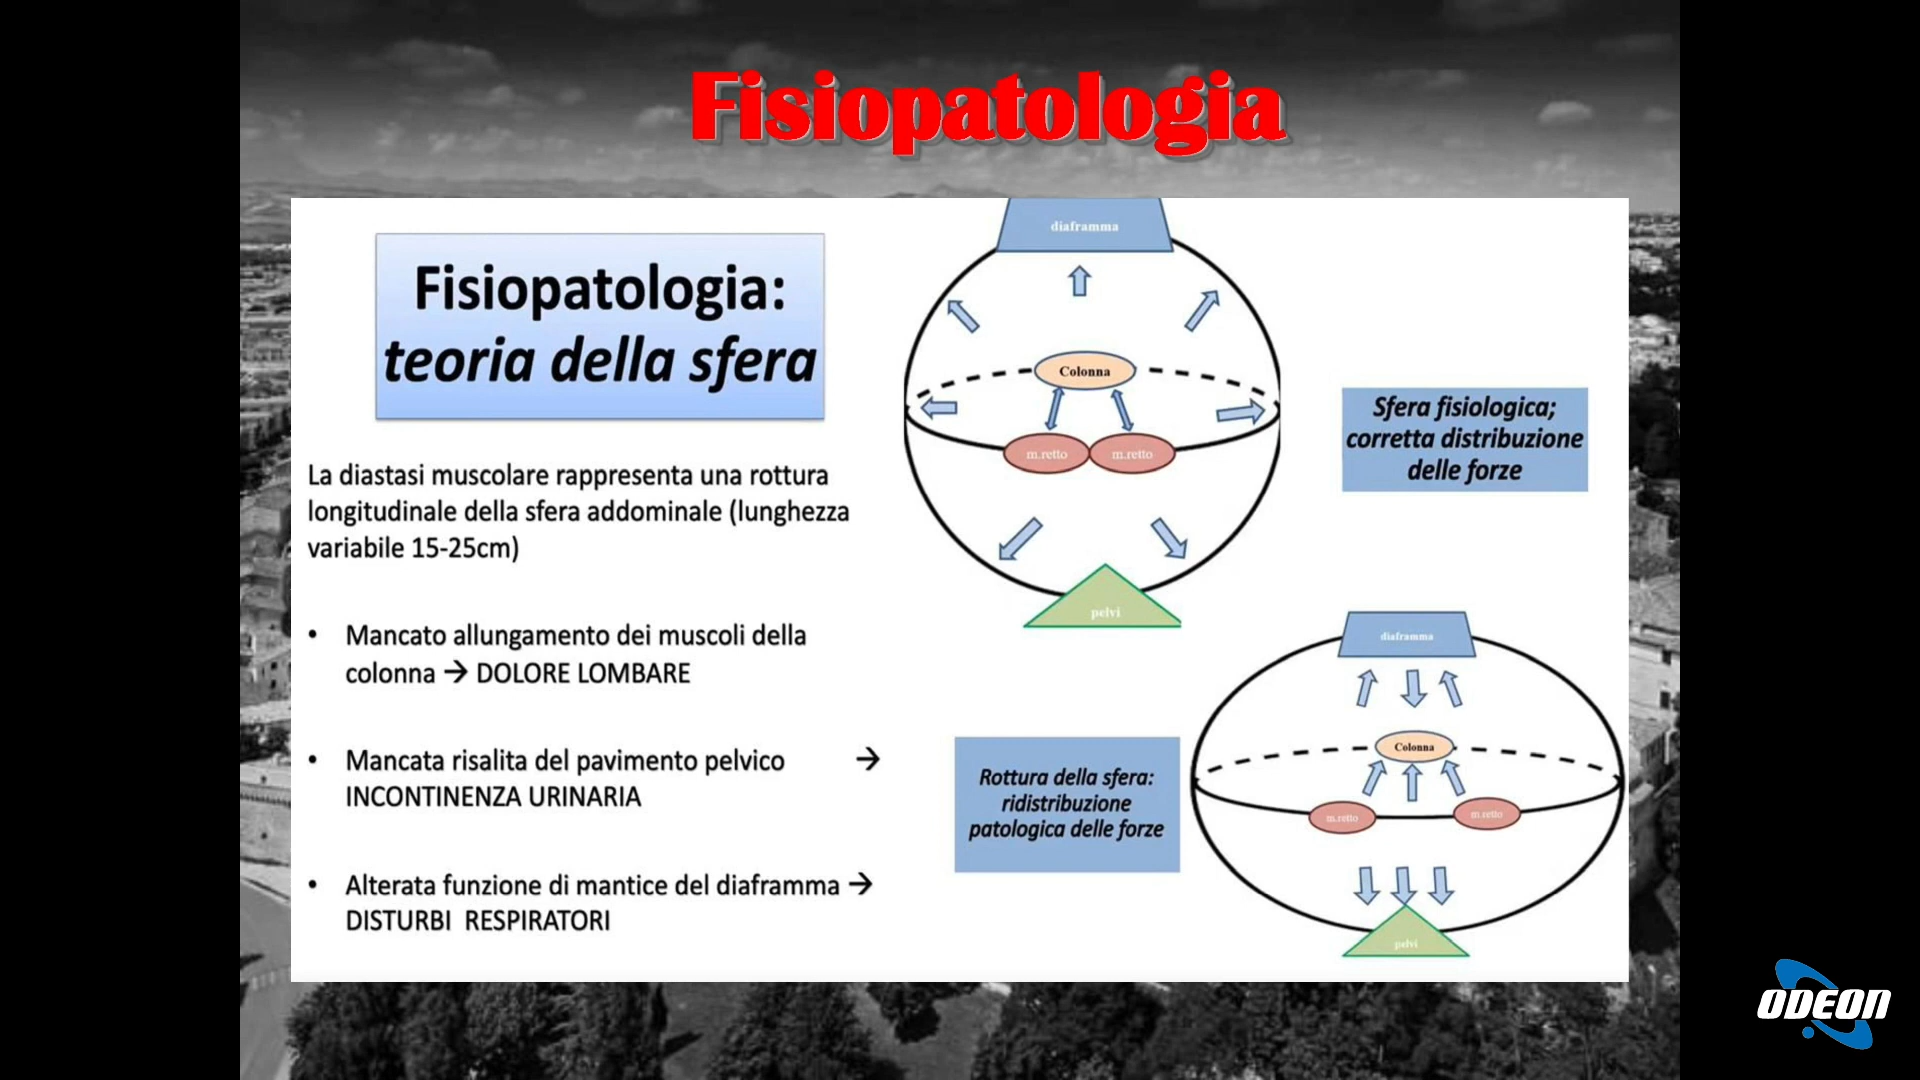 Fisiopatologia
Fisiopatologia:
teoria della sfera
La diastasi muscolare rappresenta una rottura
longitudinale della sfera addominale (lunghezza
variabile 15-25cm)
• Mancato allungamento dei muscoli della
colonna → DOLORE LOMBARE
• Mancata risalita del pavimento pelvico →
INCONTINENZA URINARIA
• Alterata funzione di mantice del diaframma →
DISTURBI RESPIRATORI
diaframma
Colonna
m.retto m.retto
pelvi
Sfera fisiologica;
corretta distribuzione
delle forze
Rottura della sfera:
ridistribuzione
patologica delle forze
diaframma
Colonna
m.retto m.retto
pelvi
ODEON